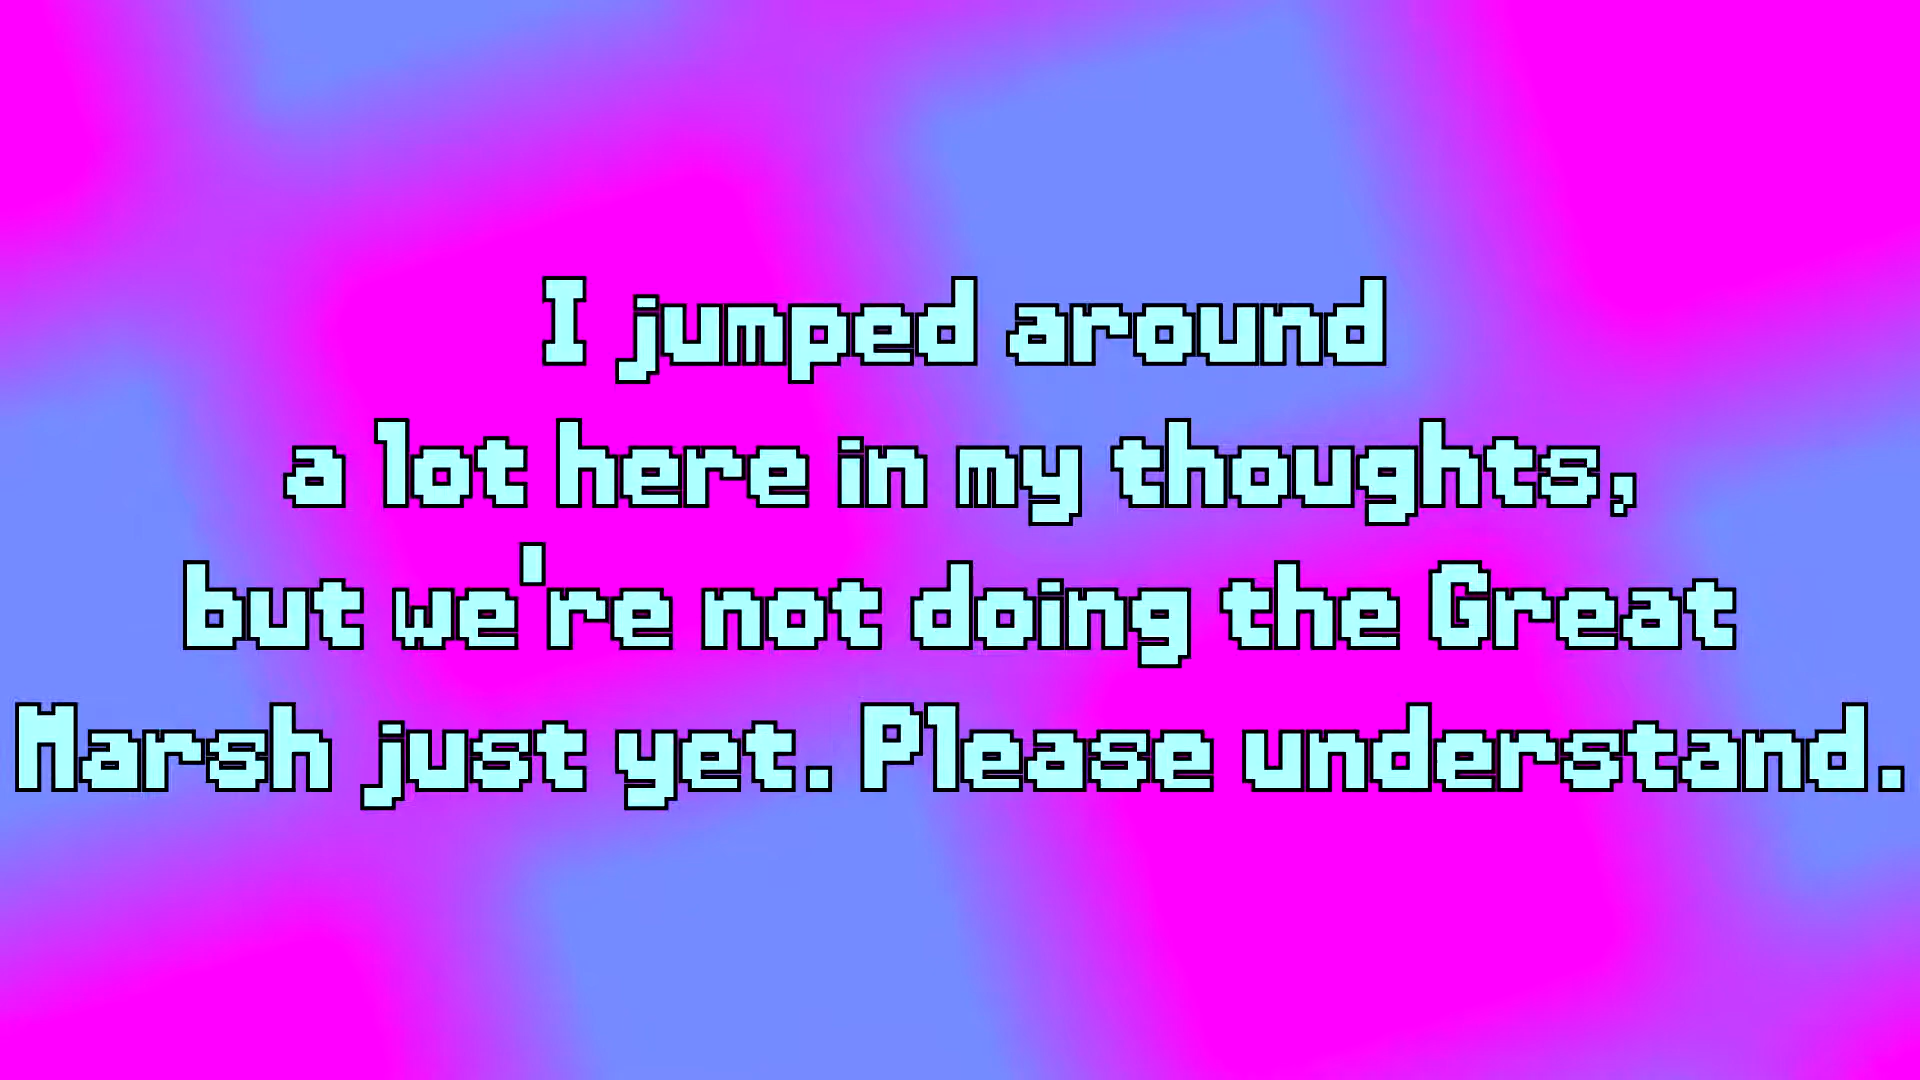 I jumped around
a lot here in my thoughts,
but we're not doing the Great
Marsh just yet. Please understand.